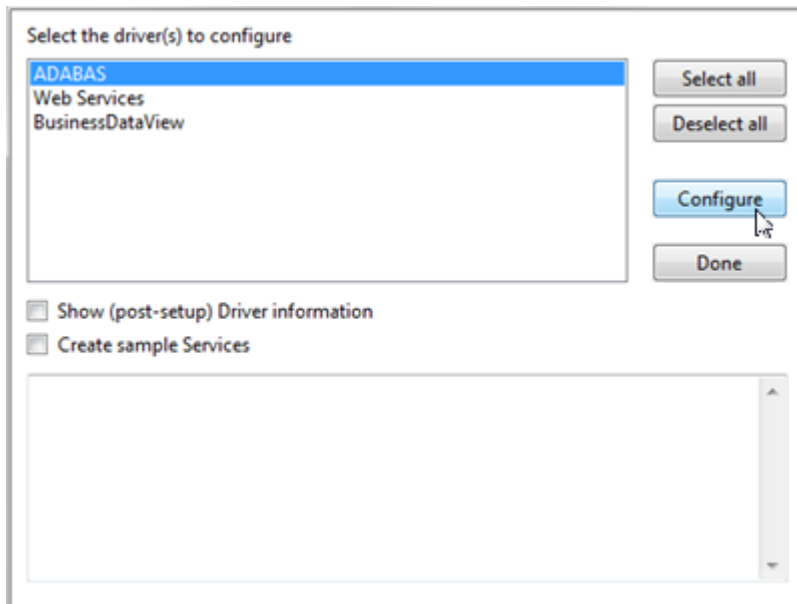 Select the driver(s) to configure
ADABAS
Web Services
BusinessDataView
Select all
Deselect all
Configure
Done
Show (post-setup) Driver information
Create sample Services